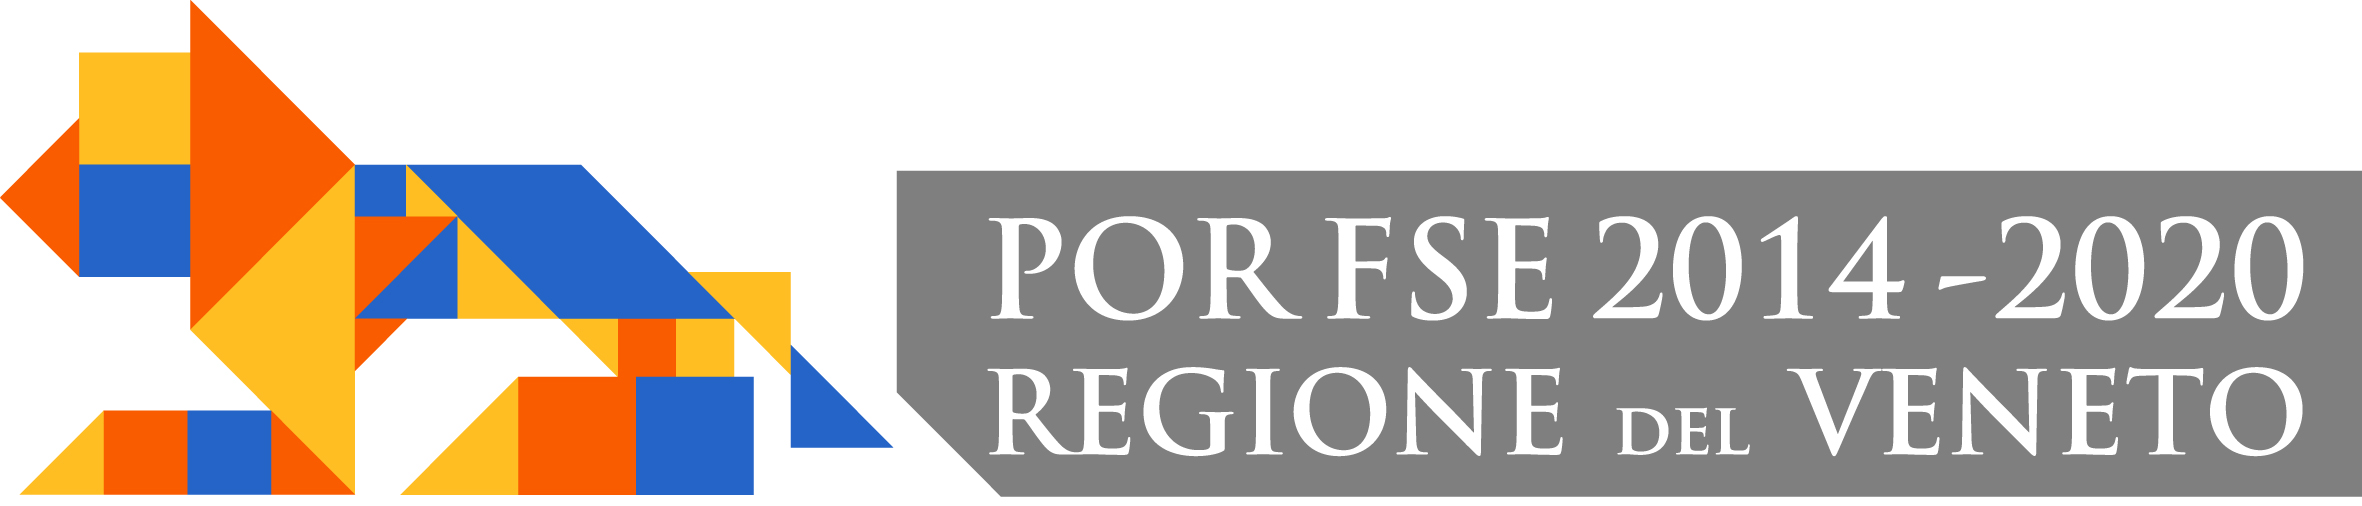 POR FSE 2014-2020
REGIONE DEL VENETO